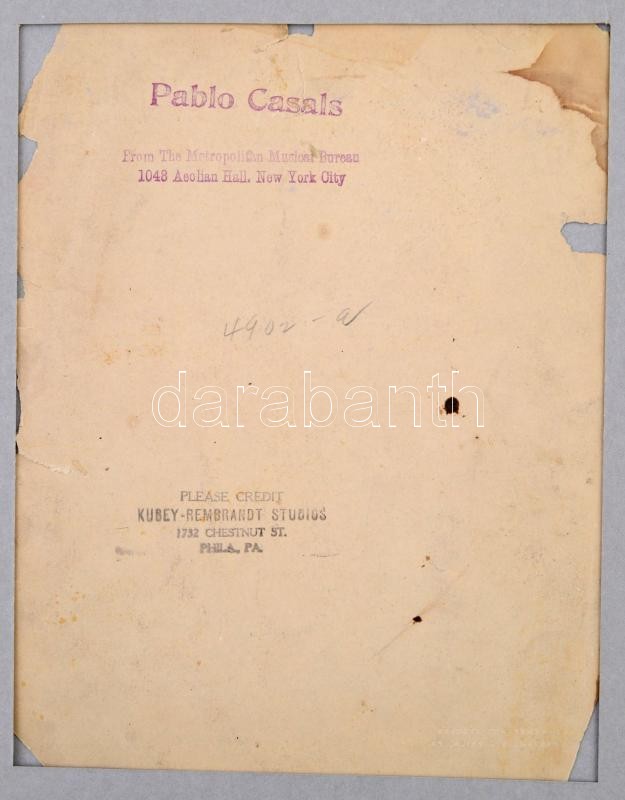 Pablo Casals
From The Metropolitan Musical Bureau
1048 Aeolian Hall. New York City
4902-a
darabanth
PLEASE CREDIT
KUBEY-REMBRANDT STUDIOS
1732 CHESTNUT ST.
PHILA., PA.